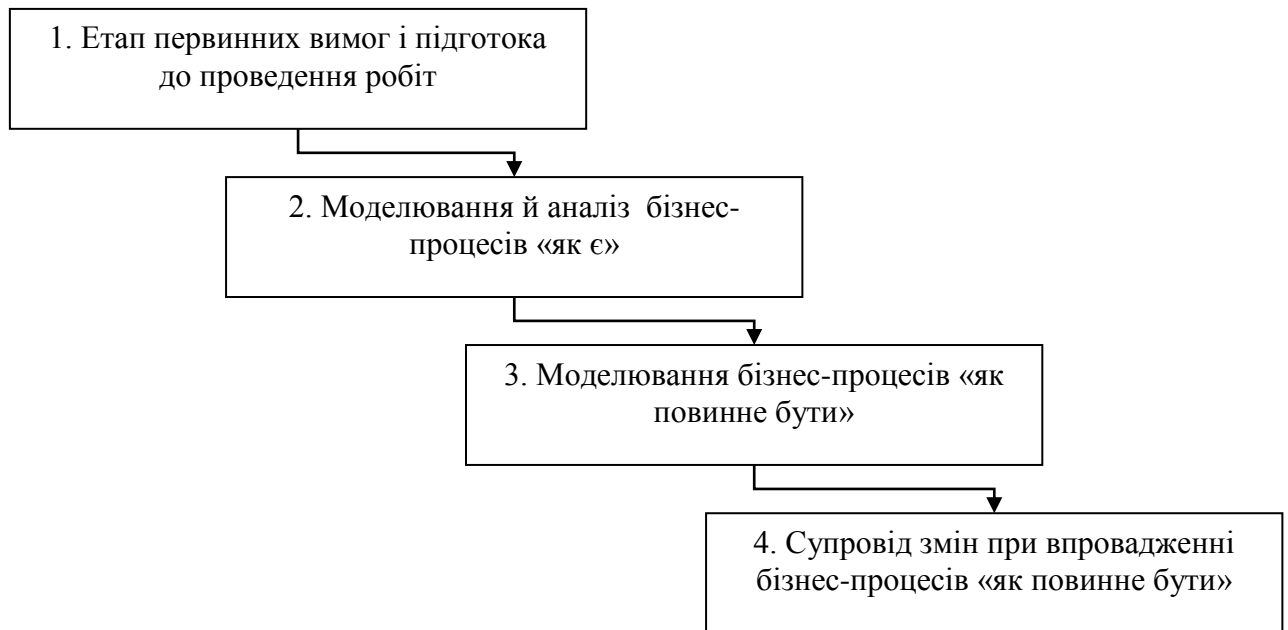 1. Етап первинних вимог і підготока
до проведення робіт
2. Моделювання й аналіз бізнес-
процесів «як є»
3. Моделювання бізнес-процесів «як
повинне бути»
4. Супровід змін при впровадженні
бізнес-процесів «як повинне бути»